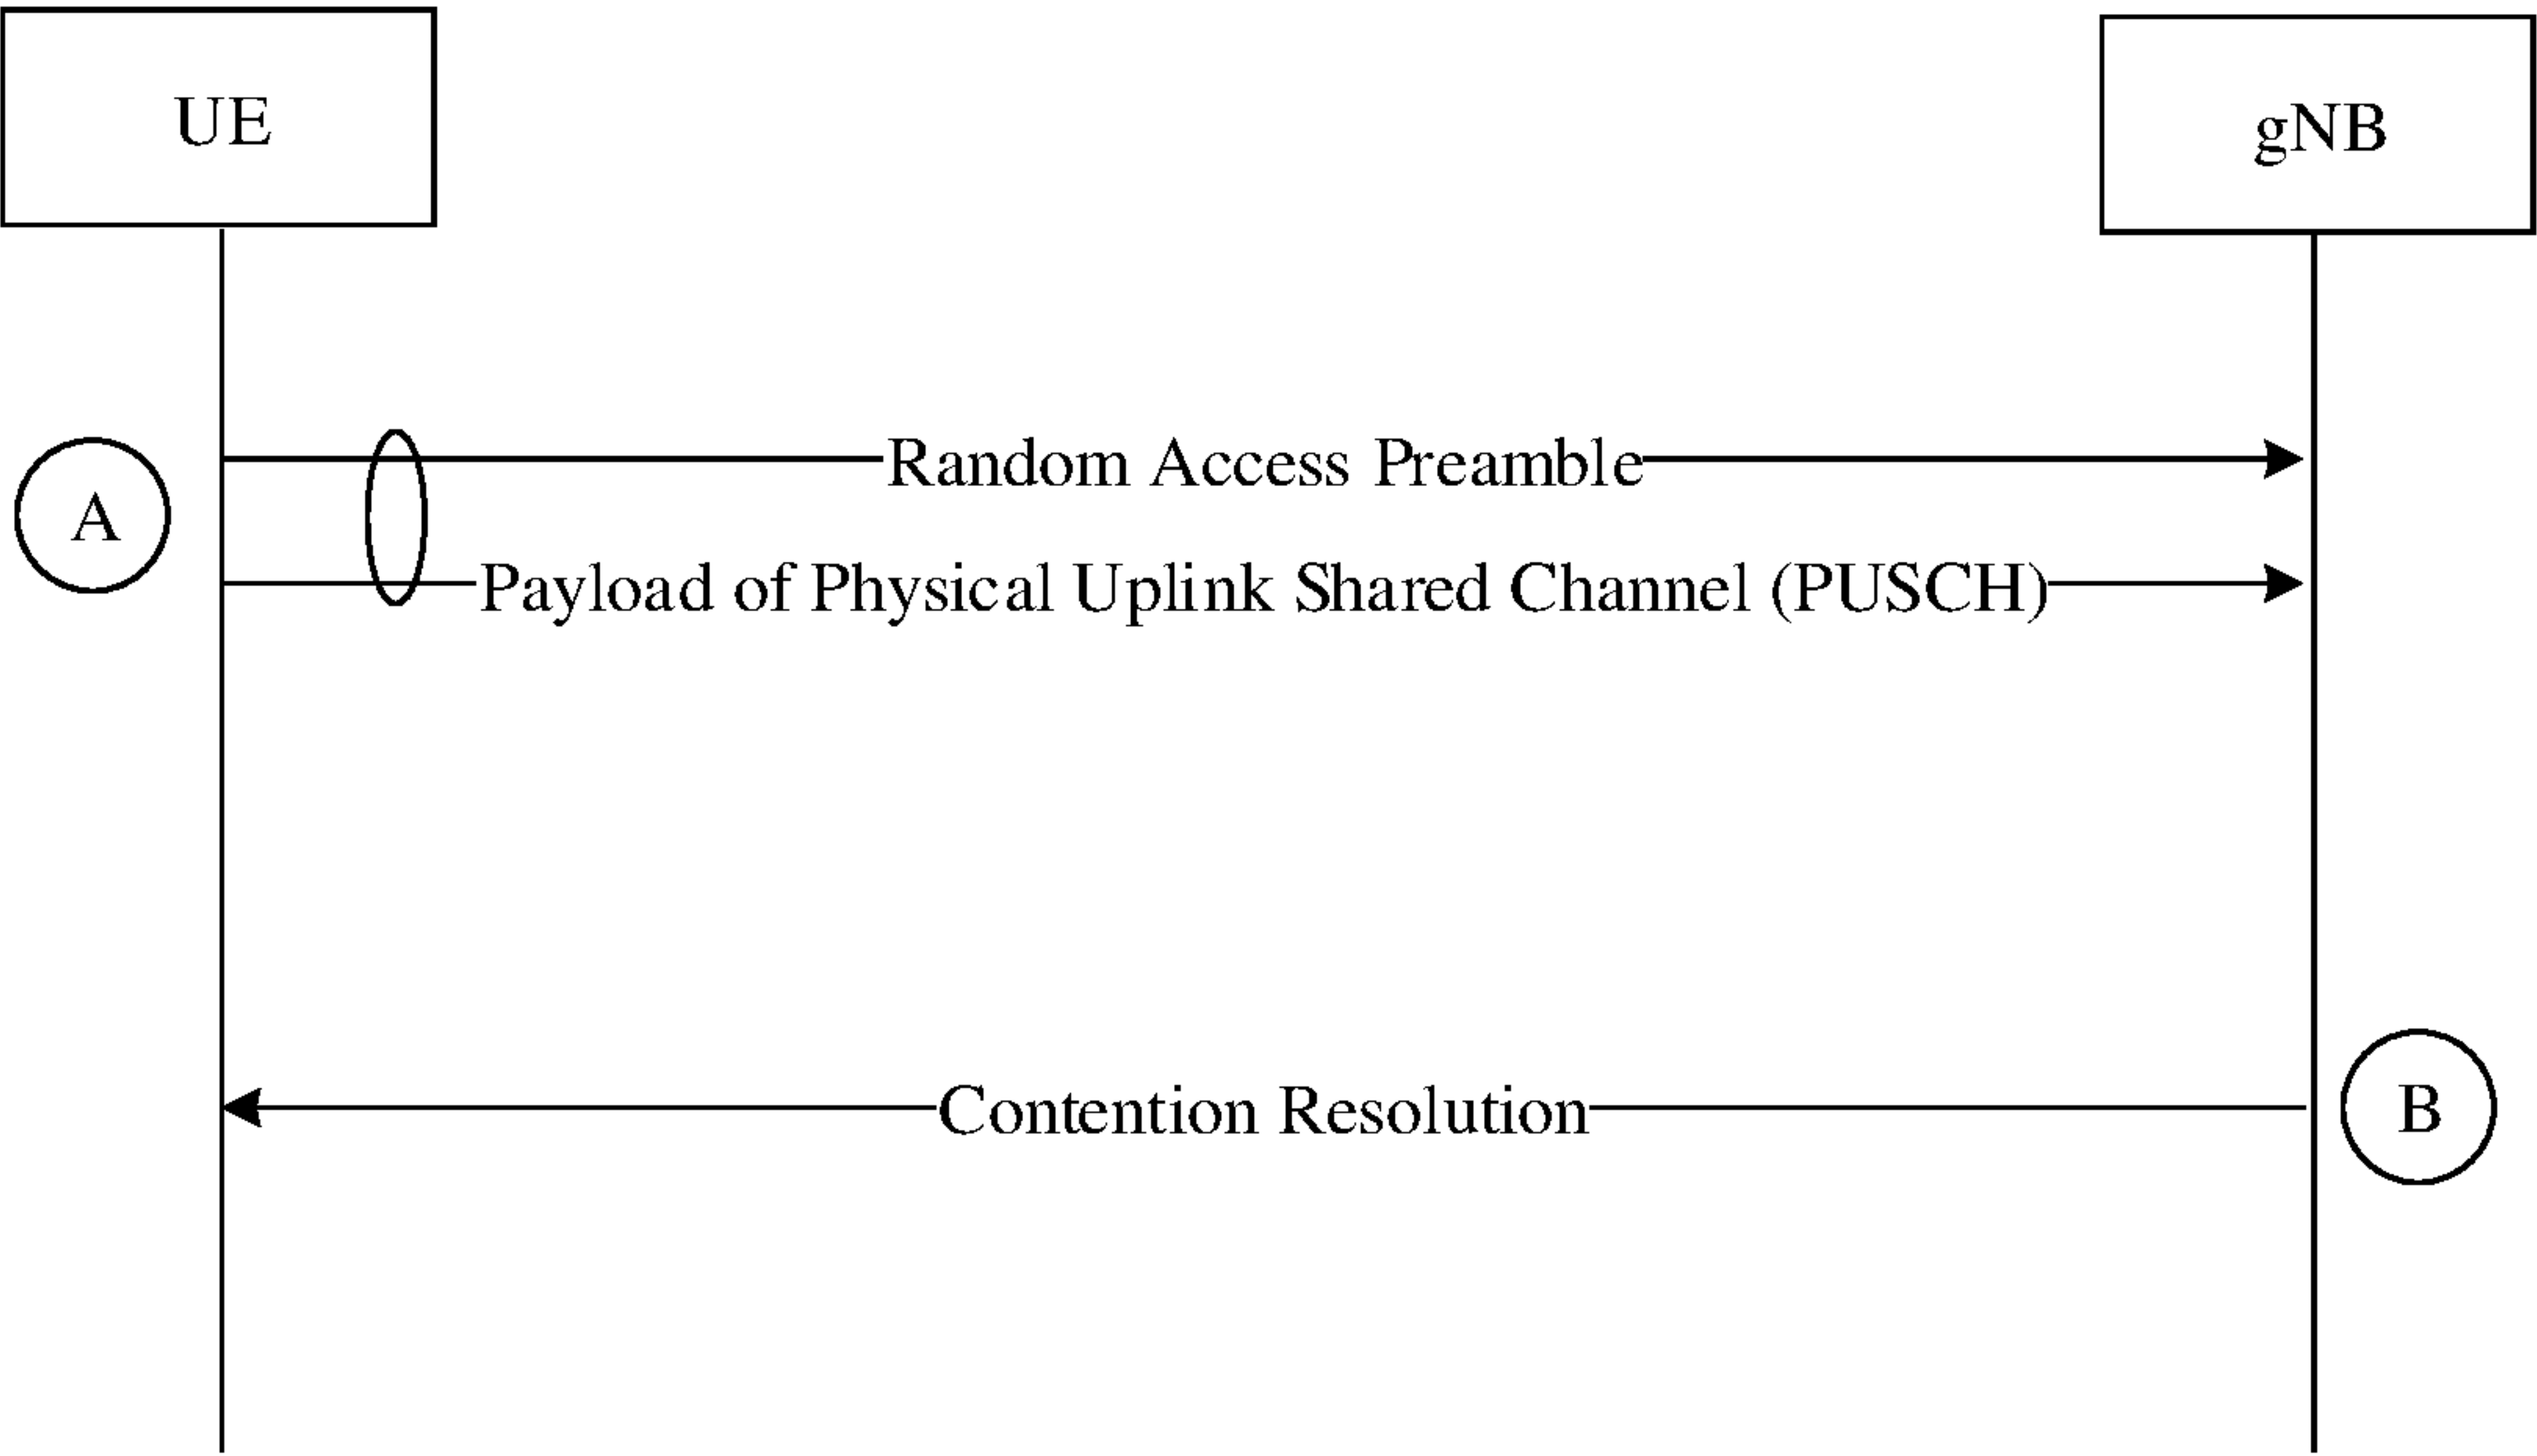 UE
gNB
Random Access Preamble
A
Payload of Physical Uplink Shared Channel (PUSCH)
Contention Resolution
B